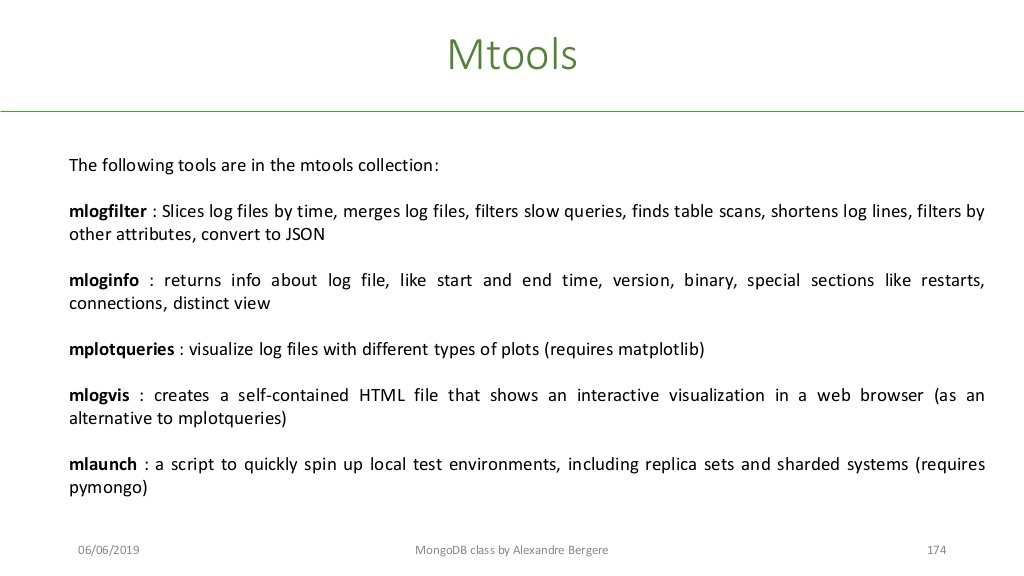 Mtools
The following tools are in the mtools collection:
mlogfilter : Slices log files by time, merges log files, filters slow queries, finds table scans, shortens log lines, filters by
other attributes, convert to JSON
mloginfo : returns info about log file, like start and end time, version, binary, special sections like restarts,
connections, distinct view
mplotqueries : visualize log files with different types of plots (requires matplotlib)
mlogvis : creates a self-contained HTML file that shows an interactive visualization in a web browser (as an
alternative to mplotqueries)
mlaunch : a script to quickly spin up local test environments, including replica sets and sharded systems (requires
pymongo)
06/06/2019 MongoDB class by Alexandre Bergere 174